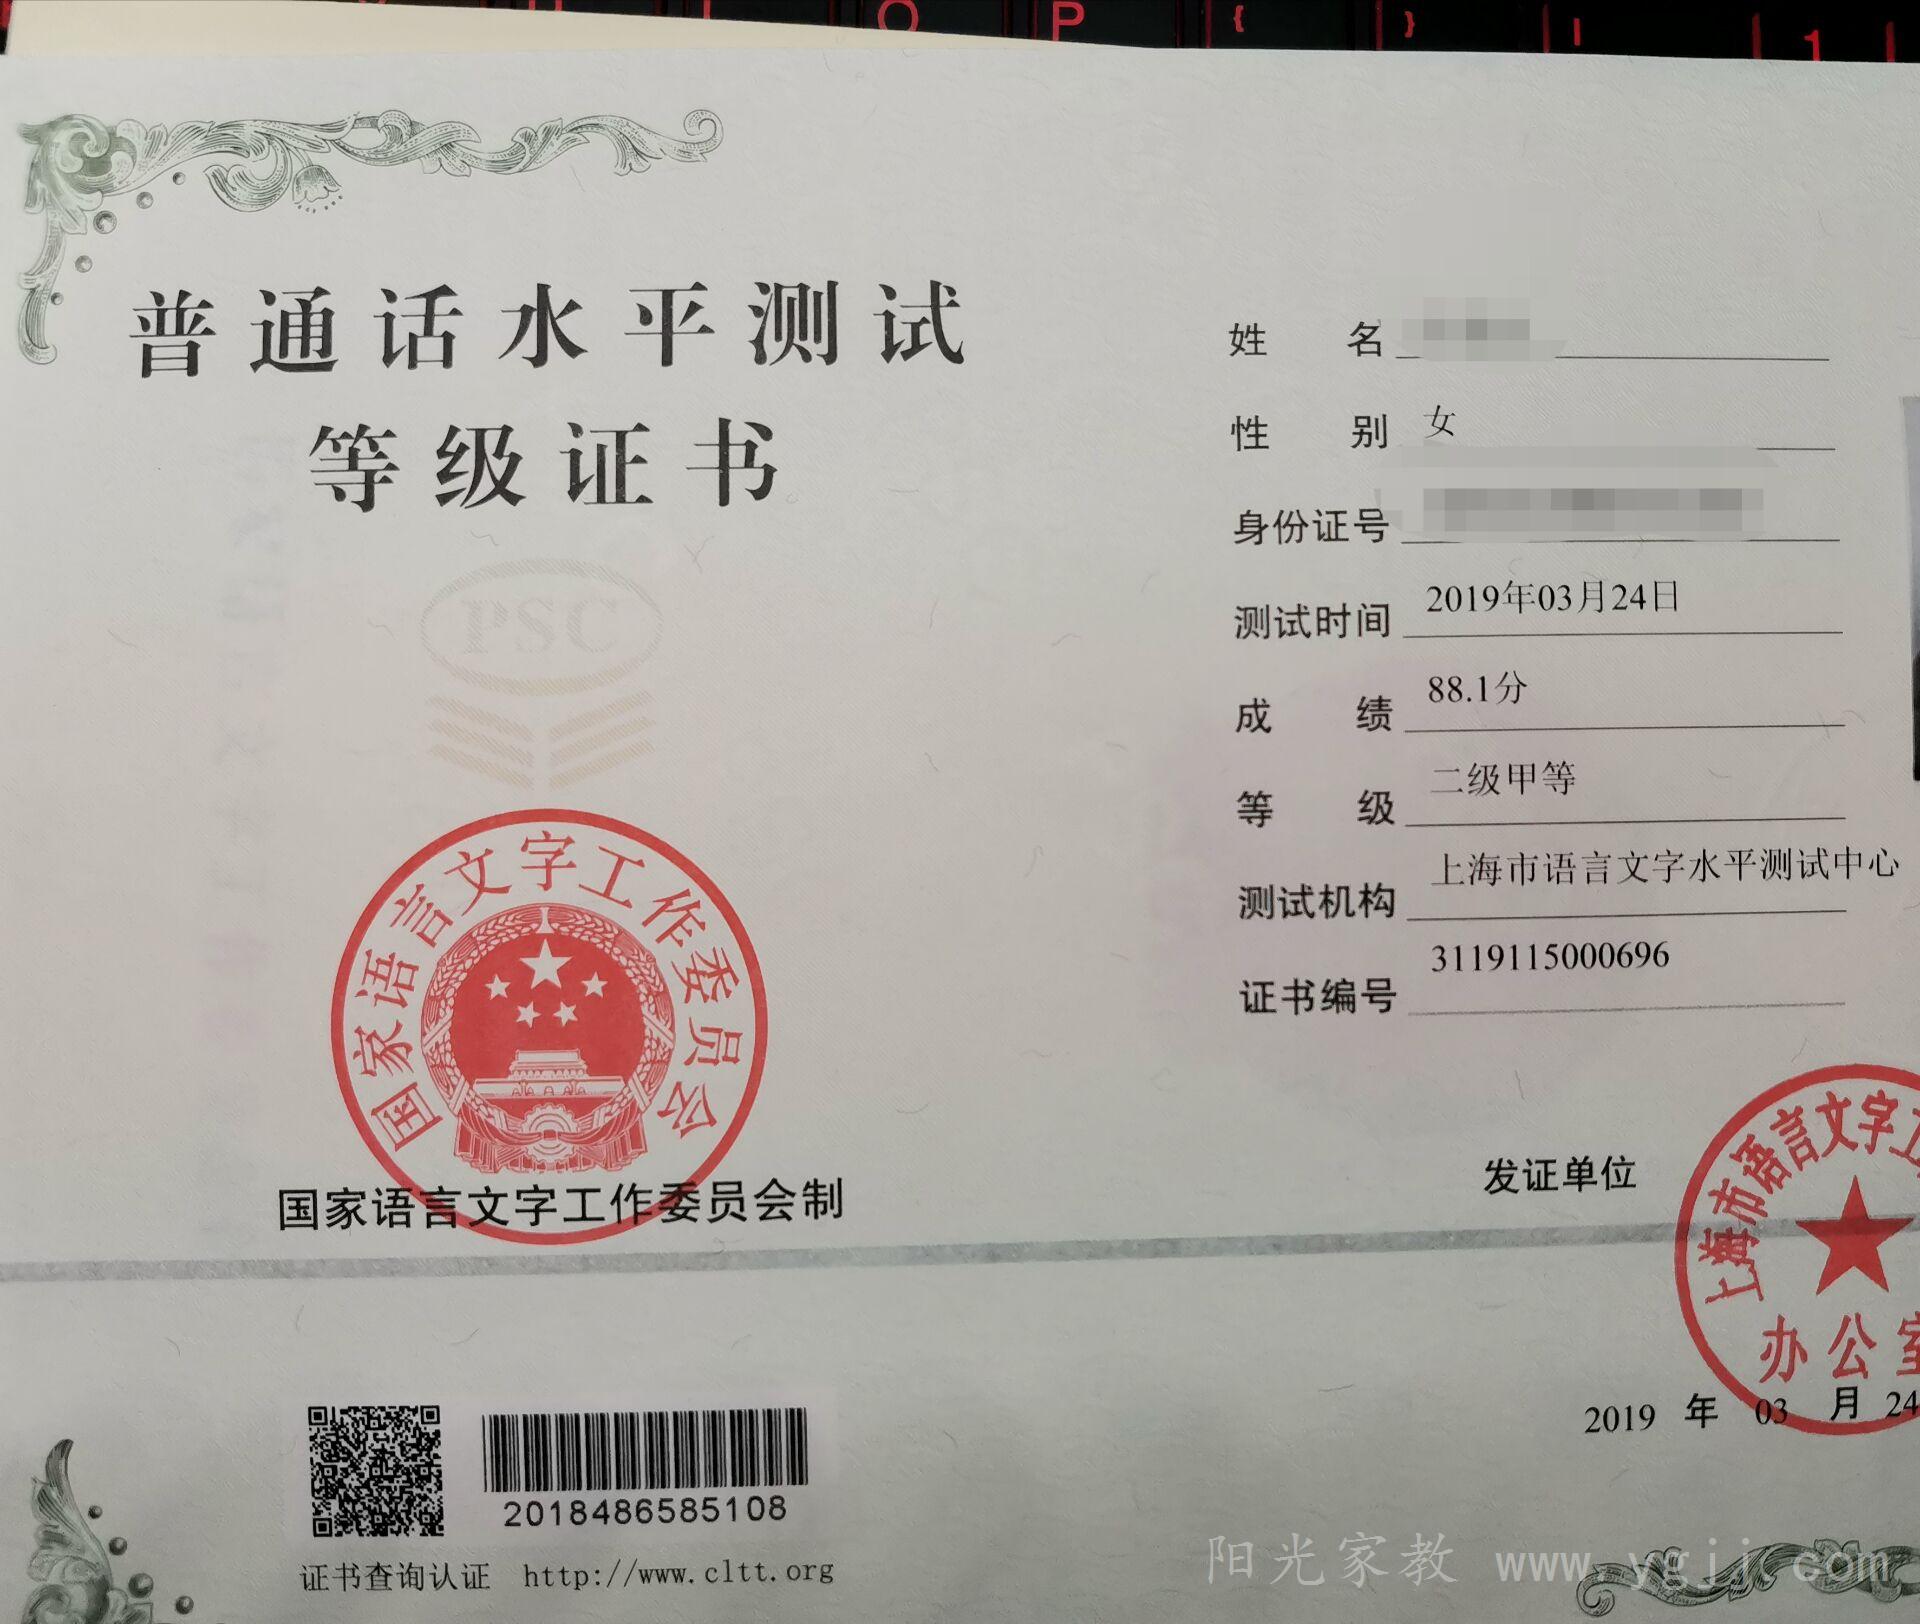 O P { } | 1
普通话水平测试
等级证书
PSC
国家语言文字工作委员会
国家语言文字工作委员会制
2018486585108
证书查询认证 http://www.cltt.org
姓名
性别 女
身份证号
测试时间 2019年03月24日
成绩 88.1分
等级 二级甲等
测试机构 上海市语言文字水平测试中心
证书编号 3119115000696
发证单位
上海市语言文字工
办公室
2019 年 03 月 24
阳光家教 www.ygjj.com